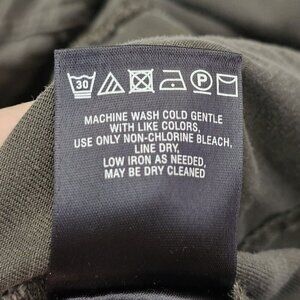 30 P
MACHINE WASH COLD GENTLE
WITH LIKE COLORS,
USE ONLY NON-CHLORINE BLEACH,
LINE DRY,
LOW IRON AS NEEDED,
MAY BE DRY CLEANED